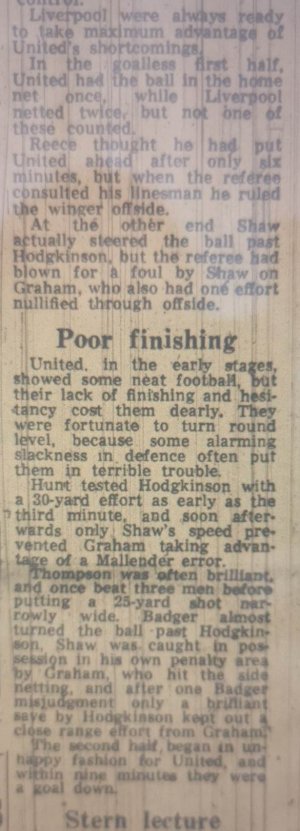 control.
Liverpool were always ready
to take maximum advantage of
United's shortcomings.
In the goalless first half,
United had the ball in the home
net once, while Liverpool
netted twice, but not one of
these counted.
Reece thought he had put
United ahead after only six
minutes, but when the referee
consulted his linesman he ruled
the winger offside.
At the other end Shaw
actually steered the ball past
Hodgkinson, but the referee had
blown for a foul by Shaw on
Graham, who also had one effort
nullified through offside.
Poor finishing
United, in the early stages,
showed some neat football, but
their lack of finishing and hesi-
tancy cost them dearly. They
were fortunate to turn round
level, because some alarming
slackness in defence often put
them in terrible trouble.
Hunt tested Hodgkinson with
a 30-yard effort as early as the
third minute, and soon after-
wards only Shaw's speed pre-
vented Graham taking advan-
tage of a Mallender error.
Thompson was often brilliant,
and once beat three men before
putting a 25-yard shot nar-
rowly wide. Badger almost
turned the ball past Hodgkin-
son, Shaw was caught in pos-
session in his own penalty area
by Graham, who hit the side
netting, and after one Badger
misjudgment only a brilliant
save by Hodgkinson kept out a
close range effort from Graham.
The second half began in un-
happy fashion for United, and
within nine minutes they were
a goal down.
Stern lecture